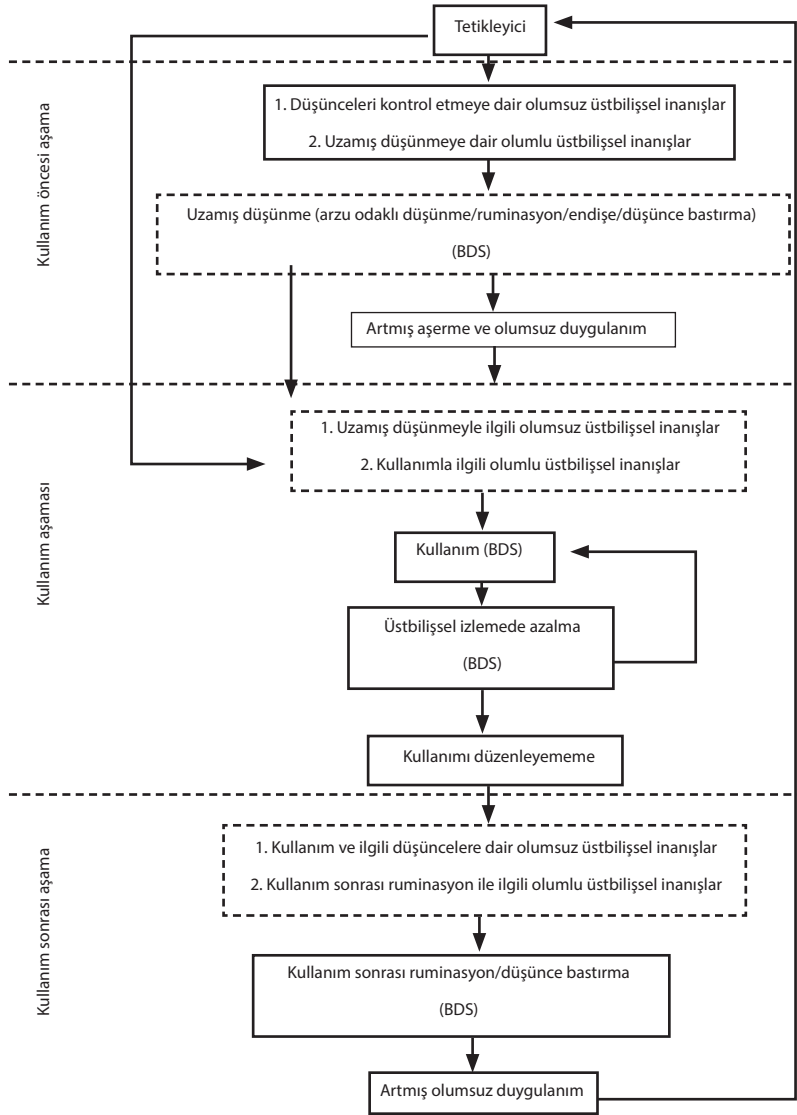 Tetikleyici
Kullanım öncesi aşama
1. Düşünceleri kontrol etmeye dair olumsuz üstbilişsel inanışlar
2. Uzamış düşünmeye dair olumlu üstbilişsel inanışlar
Uzamış düşünme (arzu odaklı düşünme/ruminasyon/endişe/düşünce bastırma)
(BDS)
Artmış aşerme ve olumsuz duygulanım
Kullanım aşaması
1. Uzamış düşünmeyle ilgili olumsuz üstbilişsel inanışlar
2. Kullanımla ilgili olumlu üstbilişsel inanışlar
Kullanım (BDS)
Üstbilişsel izlemede azalma
(BDS)
Kullanımı düzenleyememe
Kullanım sonrası aşama
1. Kullanım ve ilgili düşüncelere dair olumsuz üstbilişsel inanışlar
2. Kullanım sonrası ruminasyon ile ilgili olumlu üstbilişsel inanışlar
Kullanım sonrası ruminasyon/düşünce bastırma
(BDS)
Artmış olumsuz duygulanım